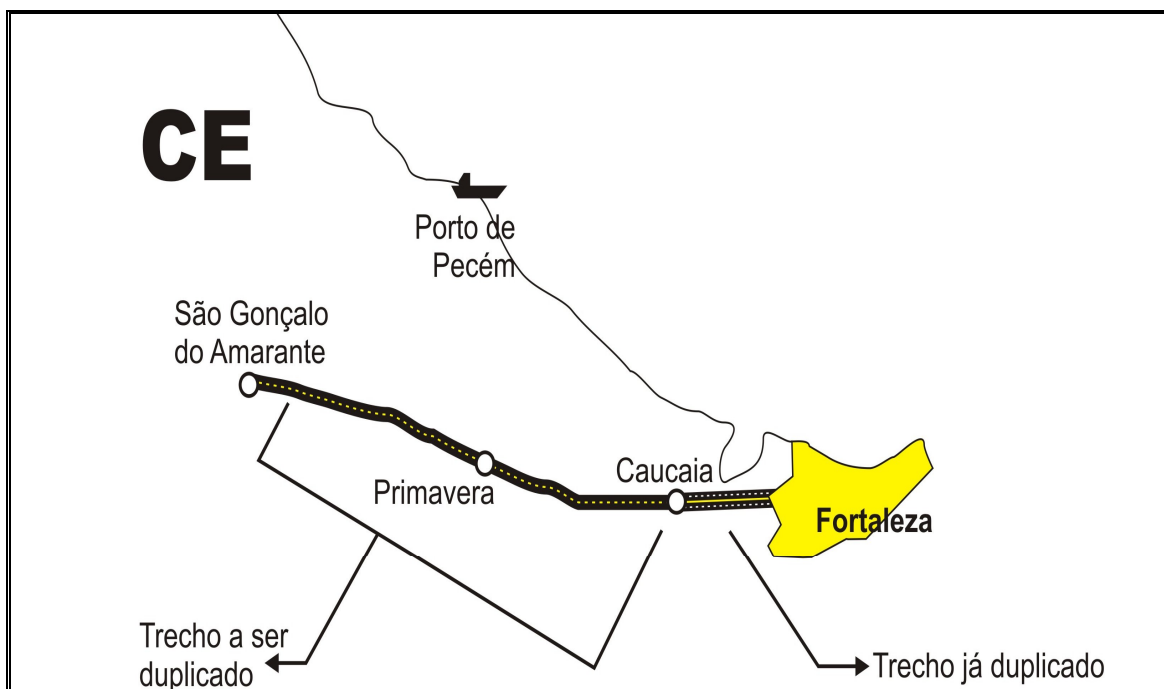 CE
Porto de
Pecém
São Gonçalo
do Amarante
Primavera
Caucaia
Fortaleza
Trecho a ser
duplicado
Trecho já duplicado